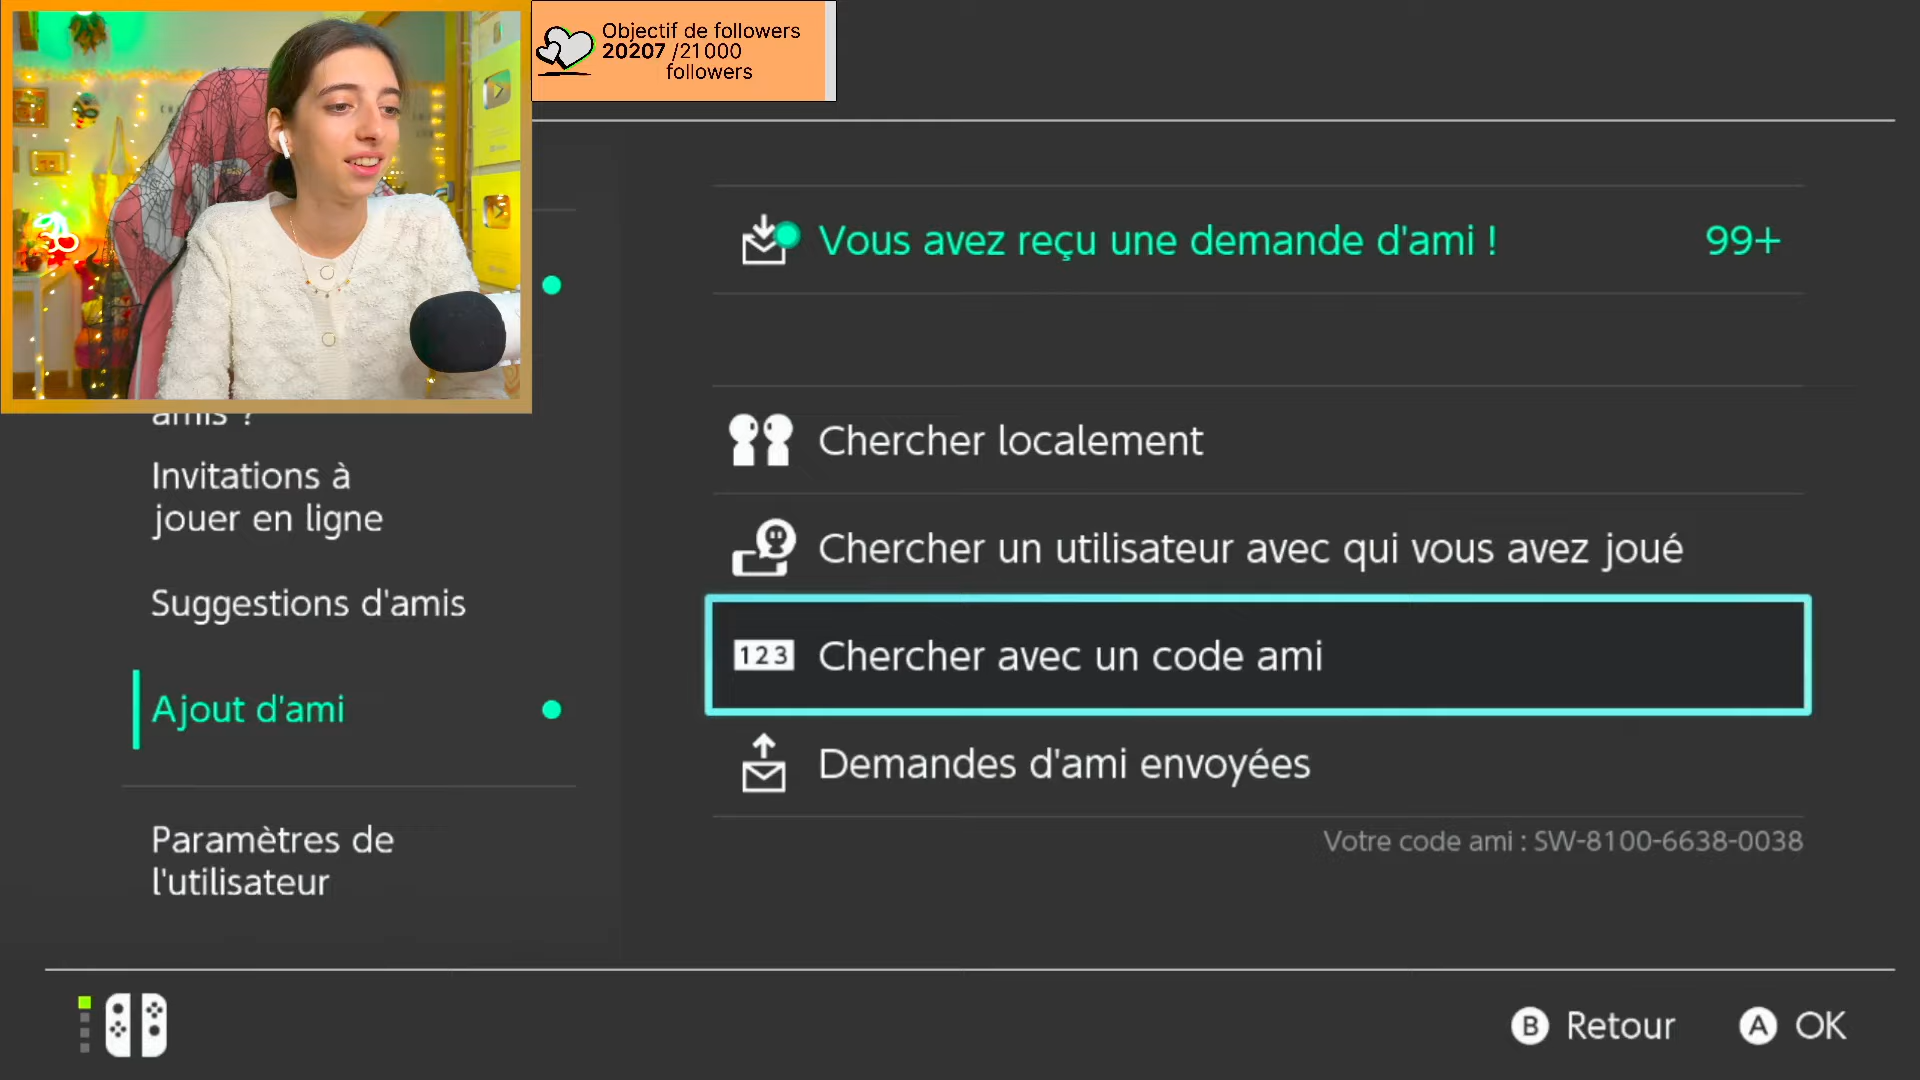 Objectif de followers
20207 /21000
followers
Vous avez reçu une demande d'ami ! 99+
amis ?
Invitations à
jouer en ligne
Suggestions d'amis
Ajout d'ami
Paramètres de
l'utilisateur
Chercher localement
Chercher un utilisateur avec qui vous avez joué
123 Chercher avec un code ami
Demandes d'ami envoyées
Votre code ami : SW-8100-6638-0038
B Retour A OK